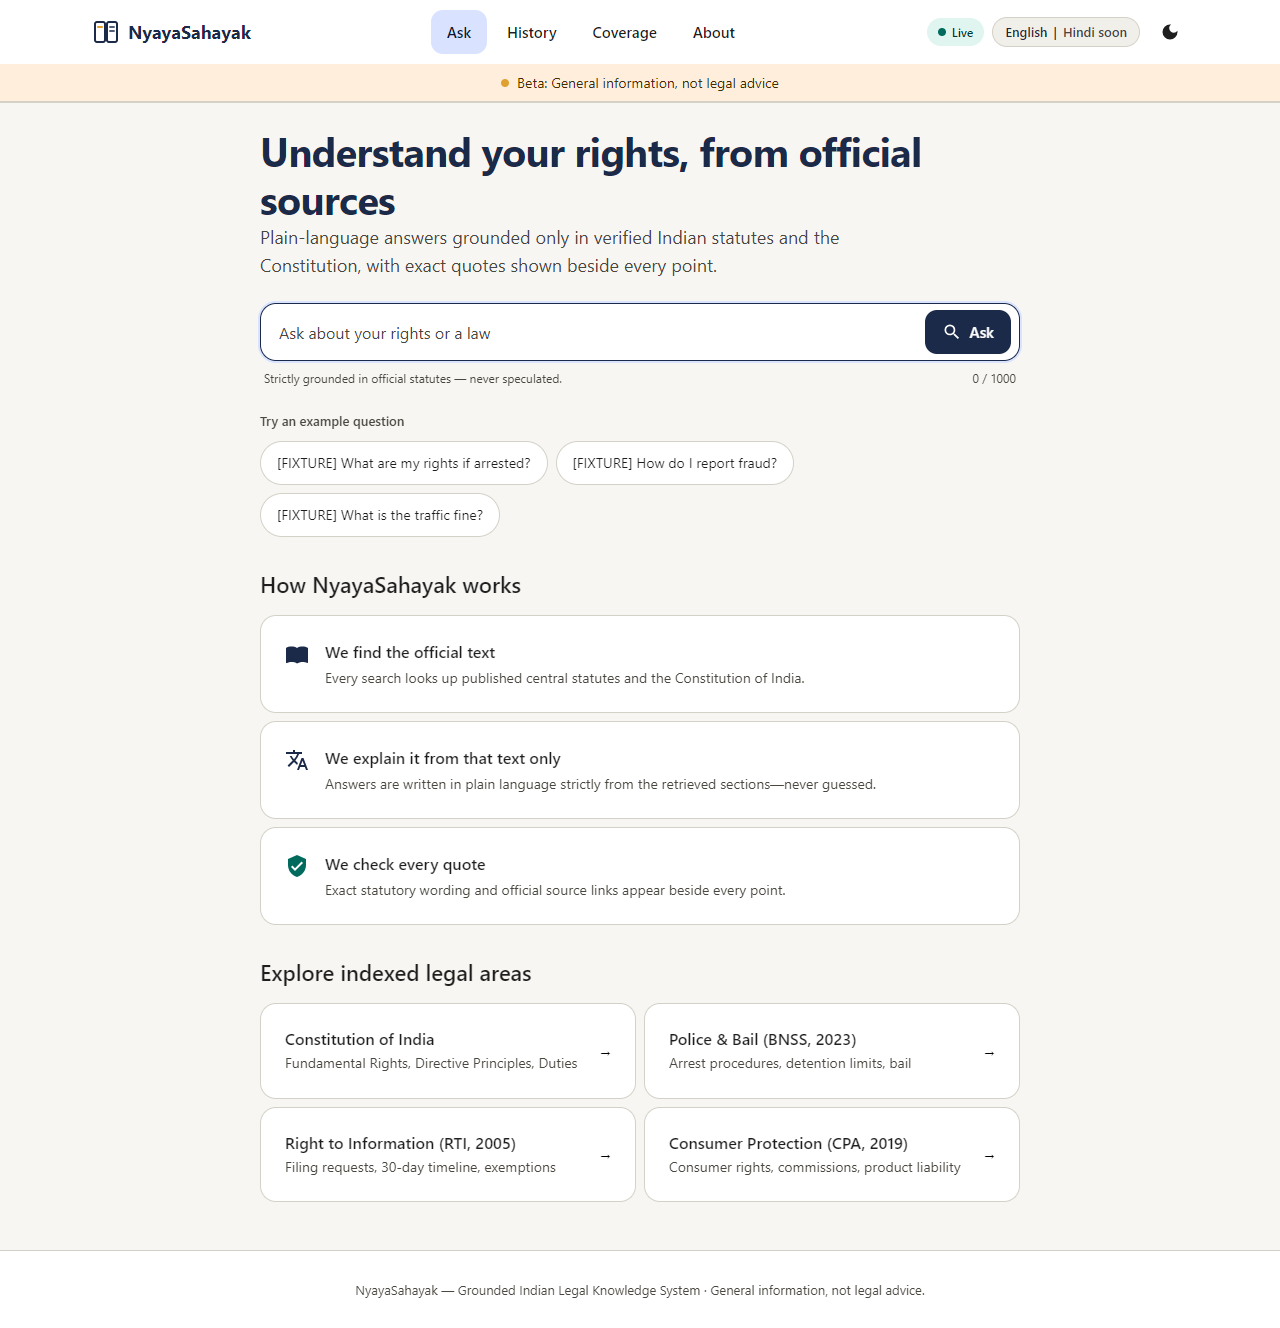 NyayaSahayak
Ask
History
Coverage
About
Live
English | Hindi soon
Beta: General information, not legal advice
Understand your rights, from official
sources
Plain-language answers grounded only in verified Indian statutes and the
Constitution, with exact quotes shown beside every point.
Ask about your rights or a law
Ask
Strictly grounded in official statutes — never speculated.
0 / 1000
Try an example question
[FIXTURE] What are my rights if arrested?
[FIXTURE] How do I report fraud?
[FIXTURE] What is the traffic fine?
How NyayaSahayak works
We find the official text
Every search looks up published central statutes and the Constitution of India.
We explain it from that text only
Answers are written in plain language strictly from the retrieved sections—never guessed.
We check every quote
Exact statutory wording and official source links appear beside every point.
Explore indexed legal areas
Constitution of India
Fundamental Rights, Directive Principles, Duties
→
Police & Bail (BNSS, 2023)
Arrest procedures, detention limits, bail
→
Right to Information (RTI, 2005)
Filing requests, 30-day timeline, exemptions
→
Consumer Protection (CPA, 2019)
Consumer rights, commissions, product liability
→
NyayaSahayak — Grounded Indian Legal Knowledge System · General information, not legal advice.